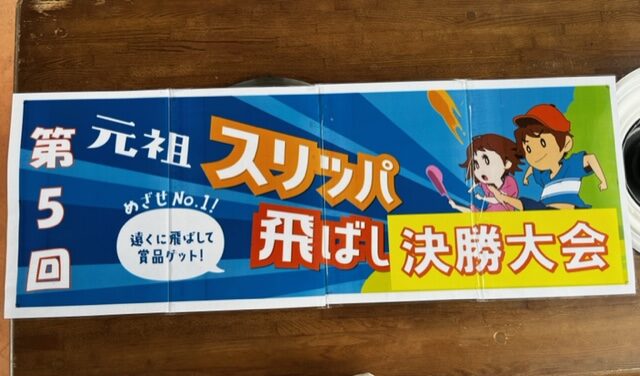 第5回
元祖
スリッパ
飛ばし
決勝大会
めざせNo.1!
遠くに飛ばして
賞品ゲット!